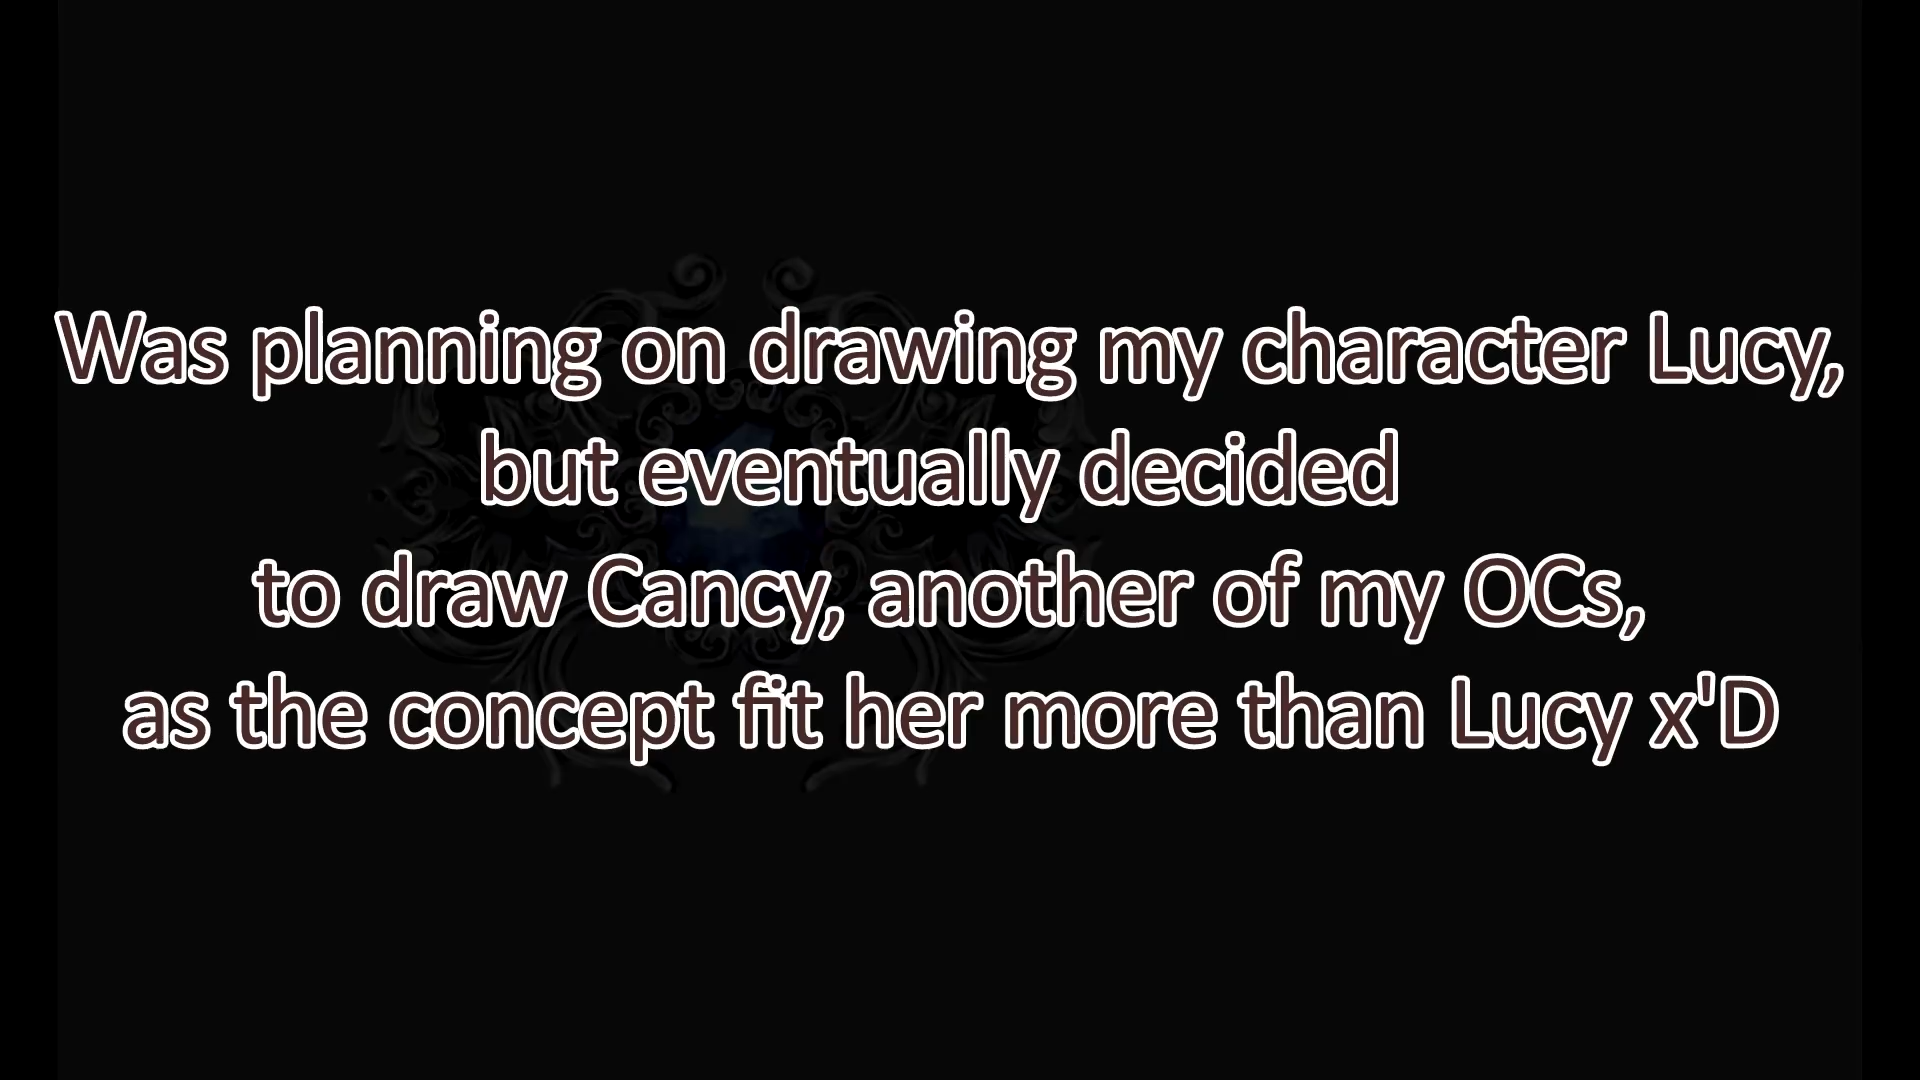 Was planning on drawing my character Lucy,
but eventually decided
to draw Cancy, another of my OCs,
as the concept fit her more than Lucy x'D